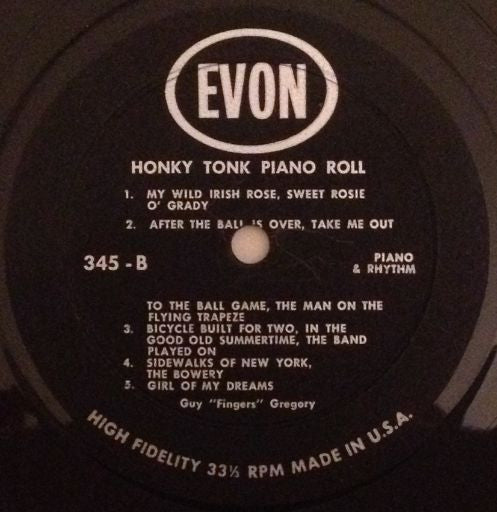 EVON
HONKY TONK PIANO ROLL
1. MY WILD IRISH ROSE, SWEET ROSIE
O' GRADY
2. AFTER THE BALL IS OVER, TAKE ME OUT
345 - B
PIANO
& RHYTHM
TO THE BALL GAME, THE MAN ON THE
FLYING TRAPEZE
3. BICYCLE BUILT FOR TWO, IN THE
GOOD OLD SUMMERTIME, THE BAND
PLAYED ON
4. SIDEWALKS OF NEW YORK,
THE BOWERY
5. GIRL OF MY DREAMS
Guy "Fingers" Gregory
HIGH FIDELITY 33⅓ RPM MADE IN U.S.A.